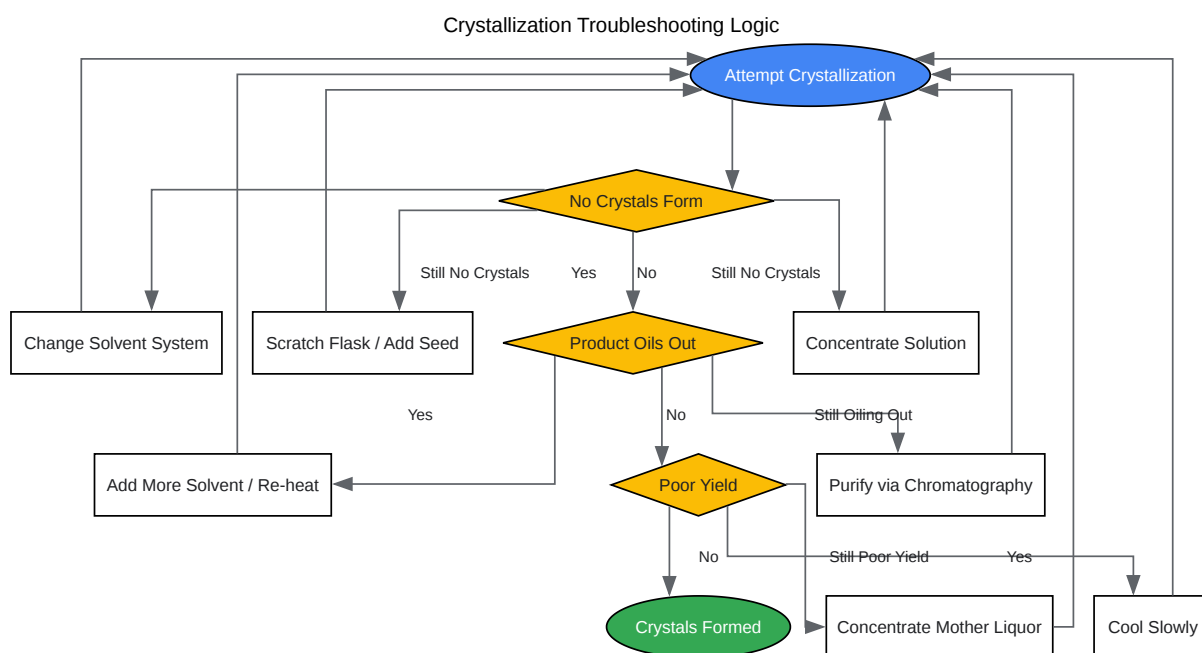 Crystallization Troubleshooting Logic
Attempt Crystallization
No Crystals Form
Still No Crystals
Yes
No
Still No Crystals
Change Solvent System
Scratch Flask / Add Seed
Product Oils Out
Concentrate Solution
Yes
No
Still Oiling Out
Add More Solvent / Re-heat
Poor Yield
Purify via Chromatography
No
Still Poor Yield
Yes
Crystals Formed
Concentrate Mother Liquor
Cool Slowly